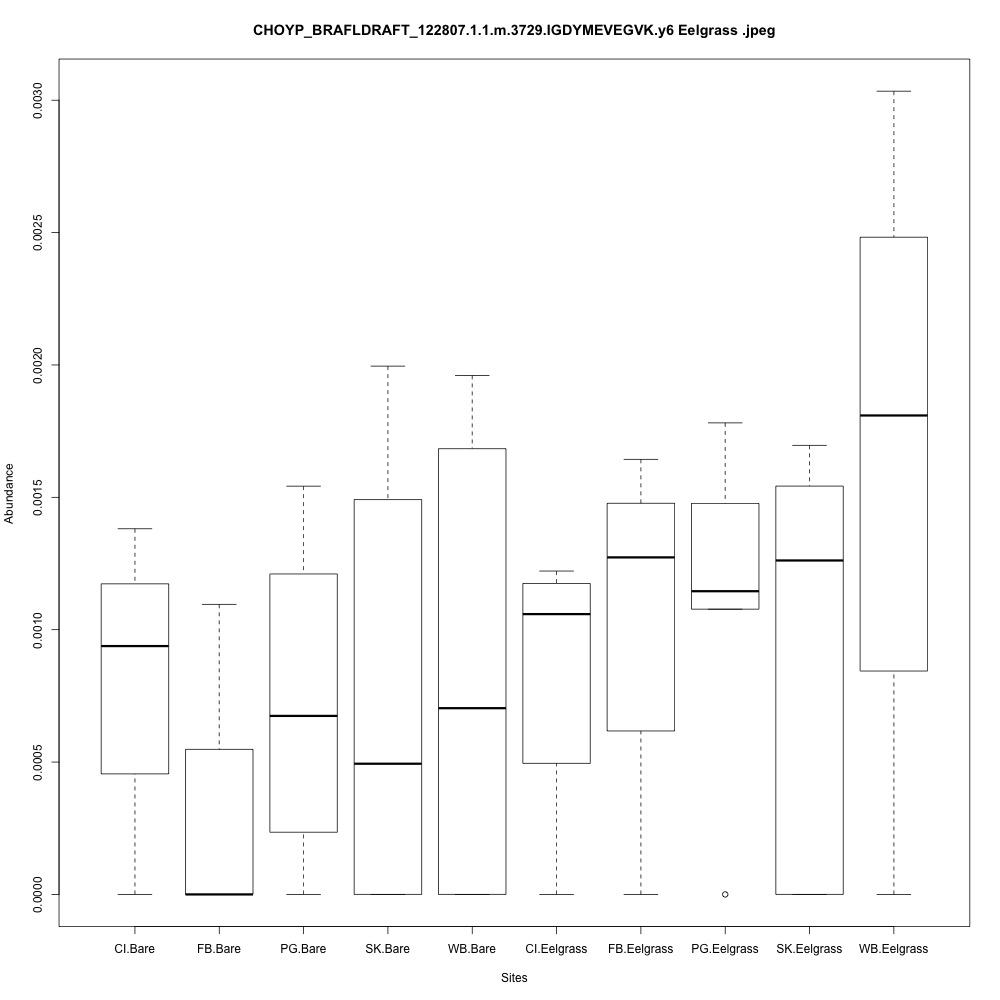 CHOYP_BRAFLDRAFT_122807.1.1.m.3729.IGDYMEVEGVK.y6 Eelgrass .jpeg
0.0030
0.0025
0.0020
0.0015
0.0010
0.0005
0.0000
Abundance
CI.Bare FB.Bare PG.Bare SK.Bare WB.Bare CI.Eelgrass FB.Eelgrass PG.Eelgrass SK.Eelgrass WB.Eelgrass
Sites